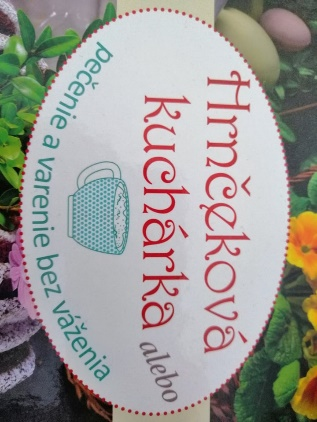 Hrnčeková
kuchárka
alebo
pečenie a varenie bez váženia